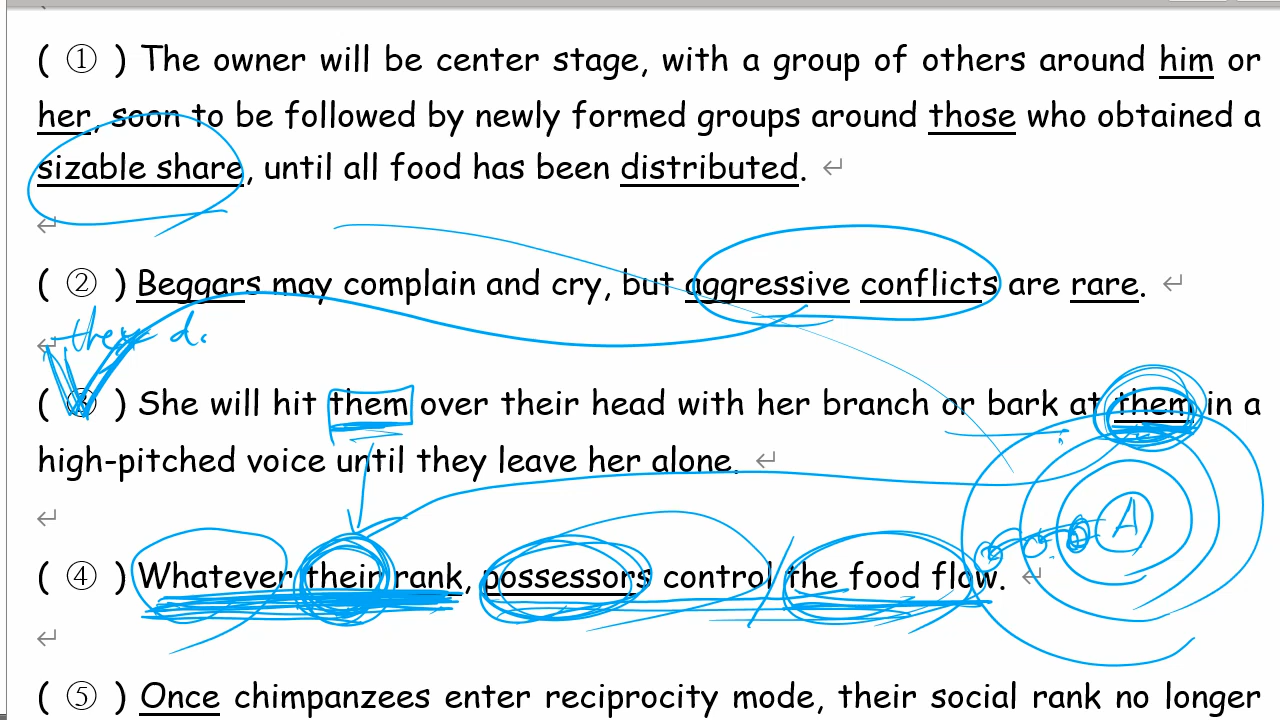 ( ① ) The owner will be center stage, with a group of others around him or
her, soon to be followed by newly formed groups around those who obtained a
sizable share, until all food has been distributed. ↵
↵
( ② ) Beggars may complain and cry, but aggressive conflicts are rare. ↵
↵
( ③ ) She will hit them over their head with her branch or bark at them in a
high-pitched voice until they leave her alone. ↵
↵
( ④ ) Whatever their rank, possessors control the food flow. ↵
A
↵
( ⑤ ) Once chimpanzees enter reciprocity mode, their social rank no longer